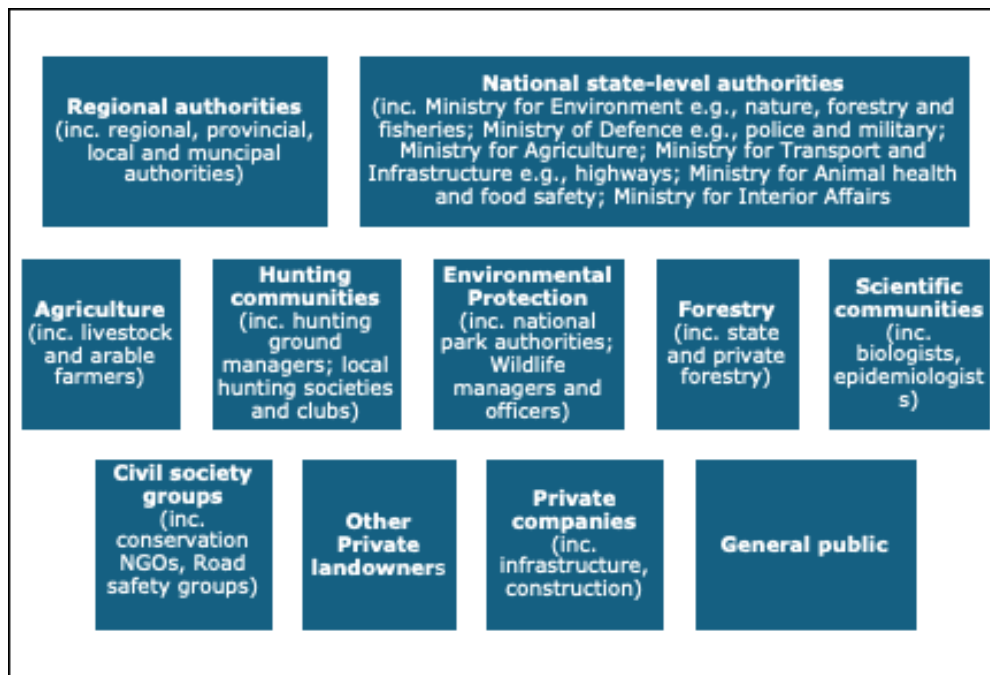 Regional authorities
(inc. regional, provincial,
local and muncipal
authorities)
National state-level authorities
(inc. Ministry for Environment e.g., nature, forestry and
fisheries; Ministry of Defence e.g., police and military;
Ministry for Agriculture; Ministry for Transport and
Infrastructure e.g., highways; Ministry for Animal health
and food safety; Ministry for Interior Affairs
Agriculture
(inc. livestock
and arable
farmers)
Hunting
communities
(inc. hunting
ground
managers; local
hunting societies
and clubs)
Environmental
Protection
(inc. national
park authorities;
Wildlife
managers and
officers)
Forestry
(inc. state
and private
forestry)
Scientific
communities
(inc.
biologists,
epidemiologist
s)
Civil society
groups
(inc.
conservation
NGOs, Road
safety groups)
Other
Private
landowners
Private
companies
(inc.
infrastructure,
construction)
General public